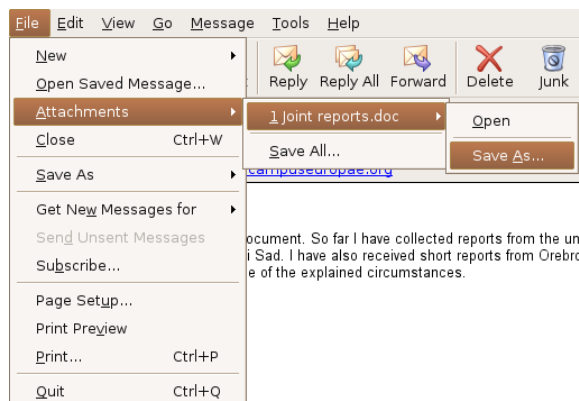 File Edit View Go Message Tools Help
New
Open Saved Message...
Reply Reply All Forward Delete Junk
Attachments
1 Joint reports.doc
Open
Close Ctrl+W
Save All...
Save As...
campuseuropae.org
Save As
Get New Messages for
Send Unsent Messages
ocument. So far I have collected reports from the un
i Sad. I have also received short reports from Orebro
Subscribe...
e of the explained circumstances.
Page Setup...
Print Preview
Print... Ctrl+P
Quit Ctrl+Q